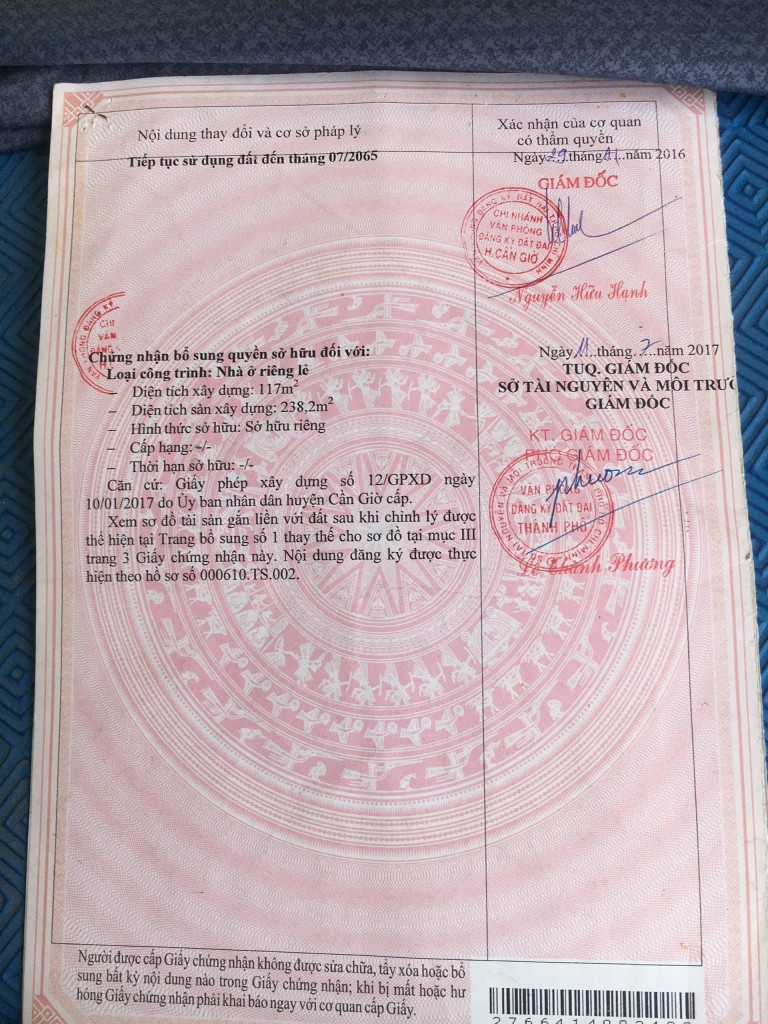 Nội dung thay đổi và cơ sở pháp lý
Xác nhận của cơ quan
có thẩm quyền
Tiếp tục sử dụng đất đến tháng 07/2065
Ngày 29 tháng 01 năm 2016
GIÁM ĐỐC
CHI NHÁNH
VĂN PHÒNG
ĐĂNG KÝ ĐẤT ĐAI
H.CẦN GIỜ
Nguyễn Hữu Hạnh
Chứng nhận bổ sung quyền sở hữu đối với:
Loại công trình: Nhà ở riêng lẻ
– Diện tích xây dựng: 117m²
– Diện tích sàn xây dựng: 238,2m²
– Hình thức sở hữu: Sở hữu riêng
– Cấp hạng: -/-
– Thời hạn sở hữu: -/-
Căn cứ: Giấy phép xây dựng số 12/GPXD ngày
10/01/2017 do Ủy ban nhân dân huyện Cần Giờ cấp.
Xem sơ đồ tài sản gắn liền với đất sau khi chỉnh lý được
thể hiện tại Trang bổ sung số 1 thay thế cho sơ đồ tại mục III
trang 3 Giấy chứng nhận này. Nội dung đăng ký được thực
hiện theo hồ sơ số 000610.TS.002.
Ngày 11 tháng 7 năm 2017
TUQ. GIÁM ĐỐC
SỞ TÀI NGUYÊN VÀ MÔI TRƯỜ
GIÁM ĐỐC
KT. GIÁM ĐỐC
PHÓ GIÁM ĐỐC
VĂN PHÒNG
ĐĂNG KÝ ĐẤT ĐAI
THÀNH PHỐ
Lê Thanh Phương
Người được cấp Giấy chứng nhận không được sửa chữa, tẩy xóa hoặc bổ
sung bất kỳ nội dung nào trong Giấy chứng nhận; khi bị mất hoặc hư
hỏng Giấy chứng nhận phải khai báo ngay với cơ quan cấp Giấy.